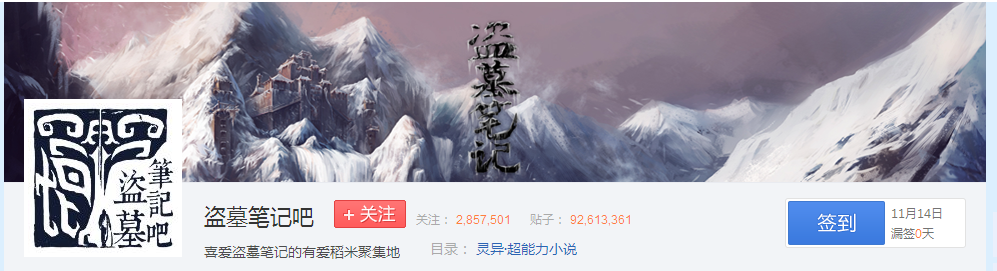 盗墓笔记
盗墓
筆記吧
盗墓笔记吧
+ 关注
关注: 2,857,501
贴子: 92,613,361
喜爱盗墓笔记的有爱稻米聚集地
目录: 灵异·超能力小说
签到
11月14日
漏签0天